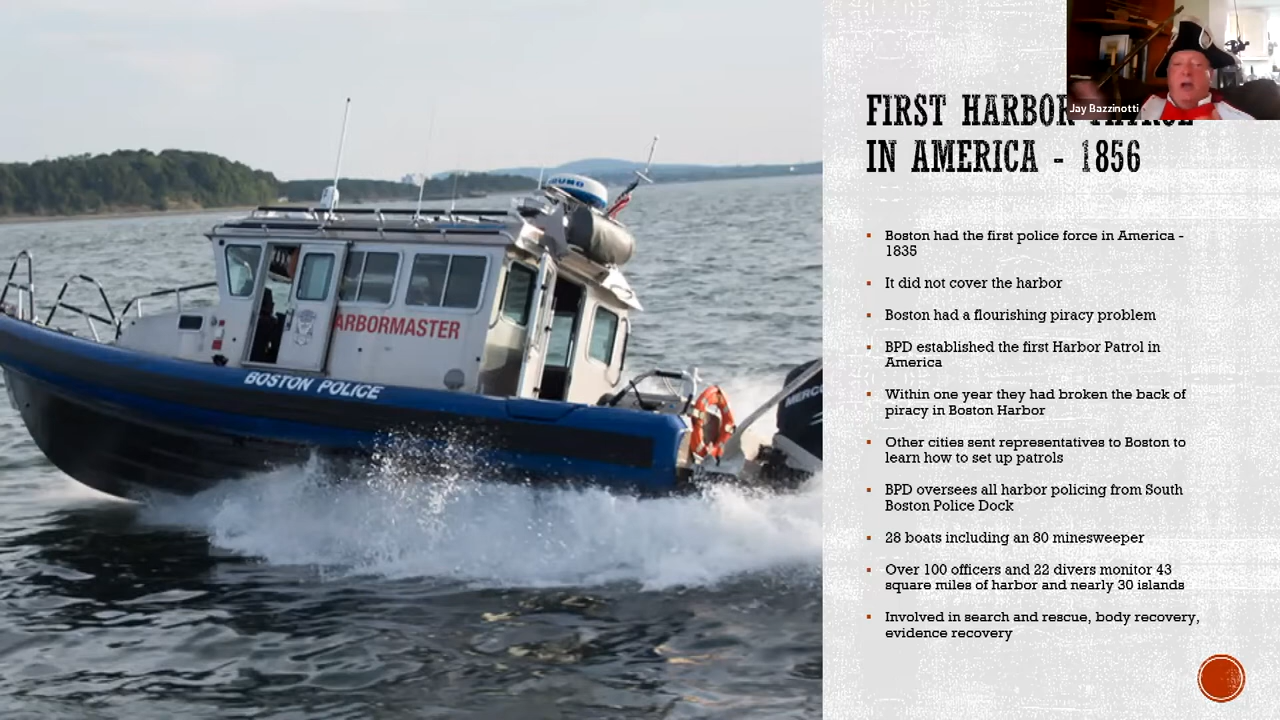 Jay Bazzinotti
FIRST HARBOR
IN AMERICA - 1856
Boston had the first police force in America -
1835
It did not cover the harbor
Boston had a flourishing piracy problem
BPD established the first Harbor Patrol in
America
Within one year they had broken the back of
piracy in Boston Harbor
Other cities sent representatives to Boston to
learn how to set up patrols
BPD oversees all harbor policing from South
Boston Police Dock
28 boats including an 80 minesweeper
Over 100 officers and 22 divers monitor 43
square miles of harbor and nearly 30 islands
Involved in search and rescue, body recovery,
evidence recovery
ARBORMASTER
BOSTON POLICE
MERC